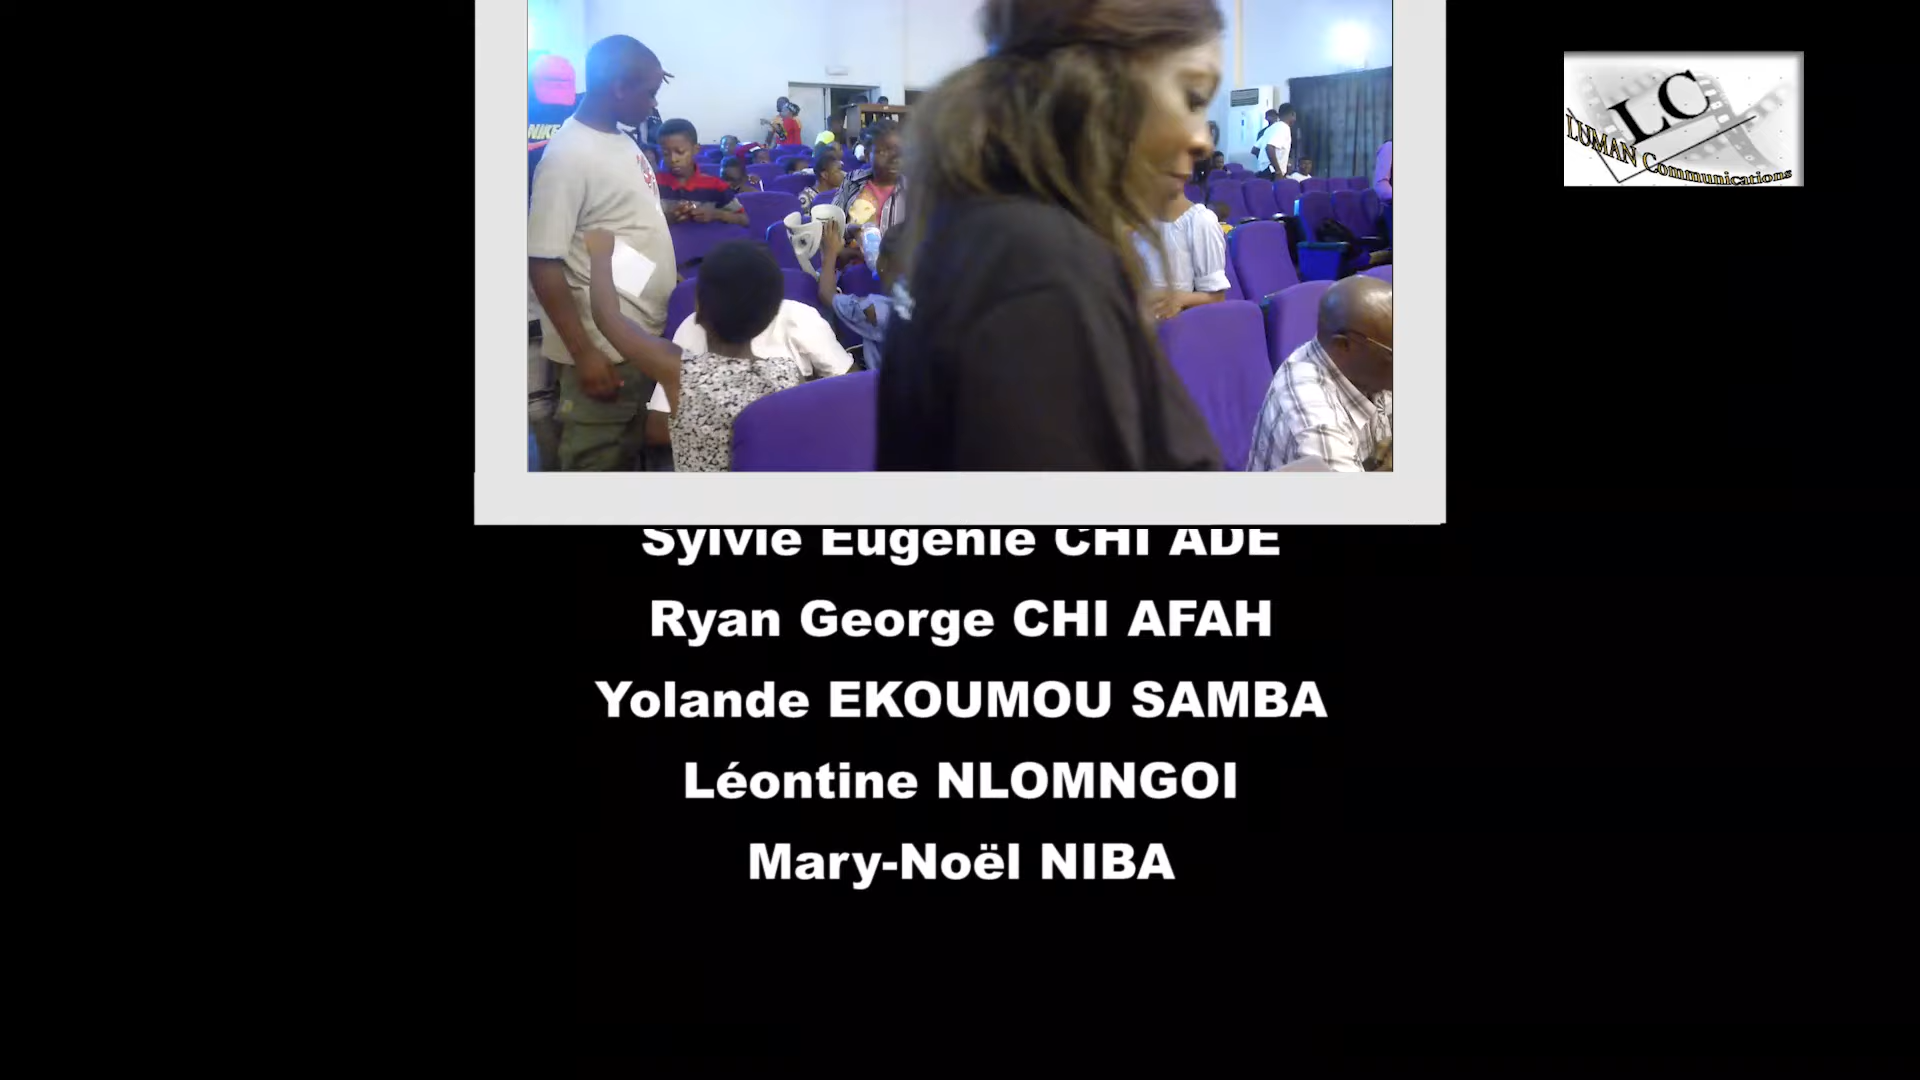 NIKE
LC
LUMAN Communications
Sylvie Eugénie CHI ADE
Ryan George CHI AFAH
Yolande EKOUMOU SAMBA
Léontine NLOMNGOI
Mary-Noël NIBA